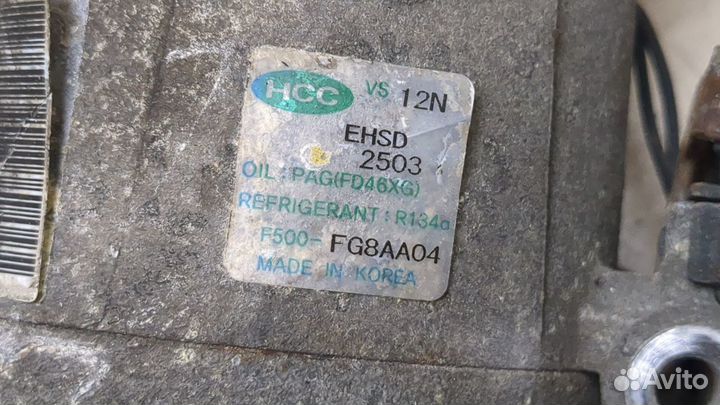 HCC VS 12N
EHSD
2503
OIL : PAG(FD46XG)
REFRIGERANT : R134a
F500-FG8AA04
MADE IN KOREA
Avito